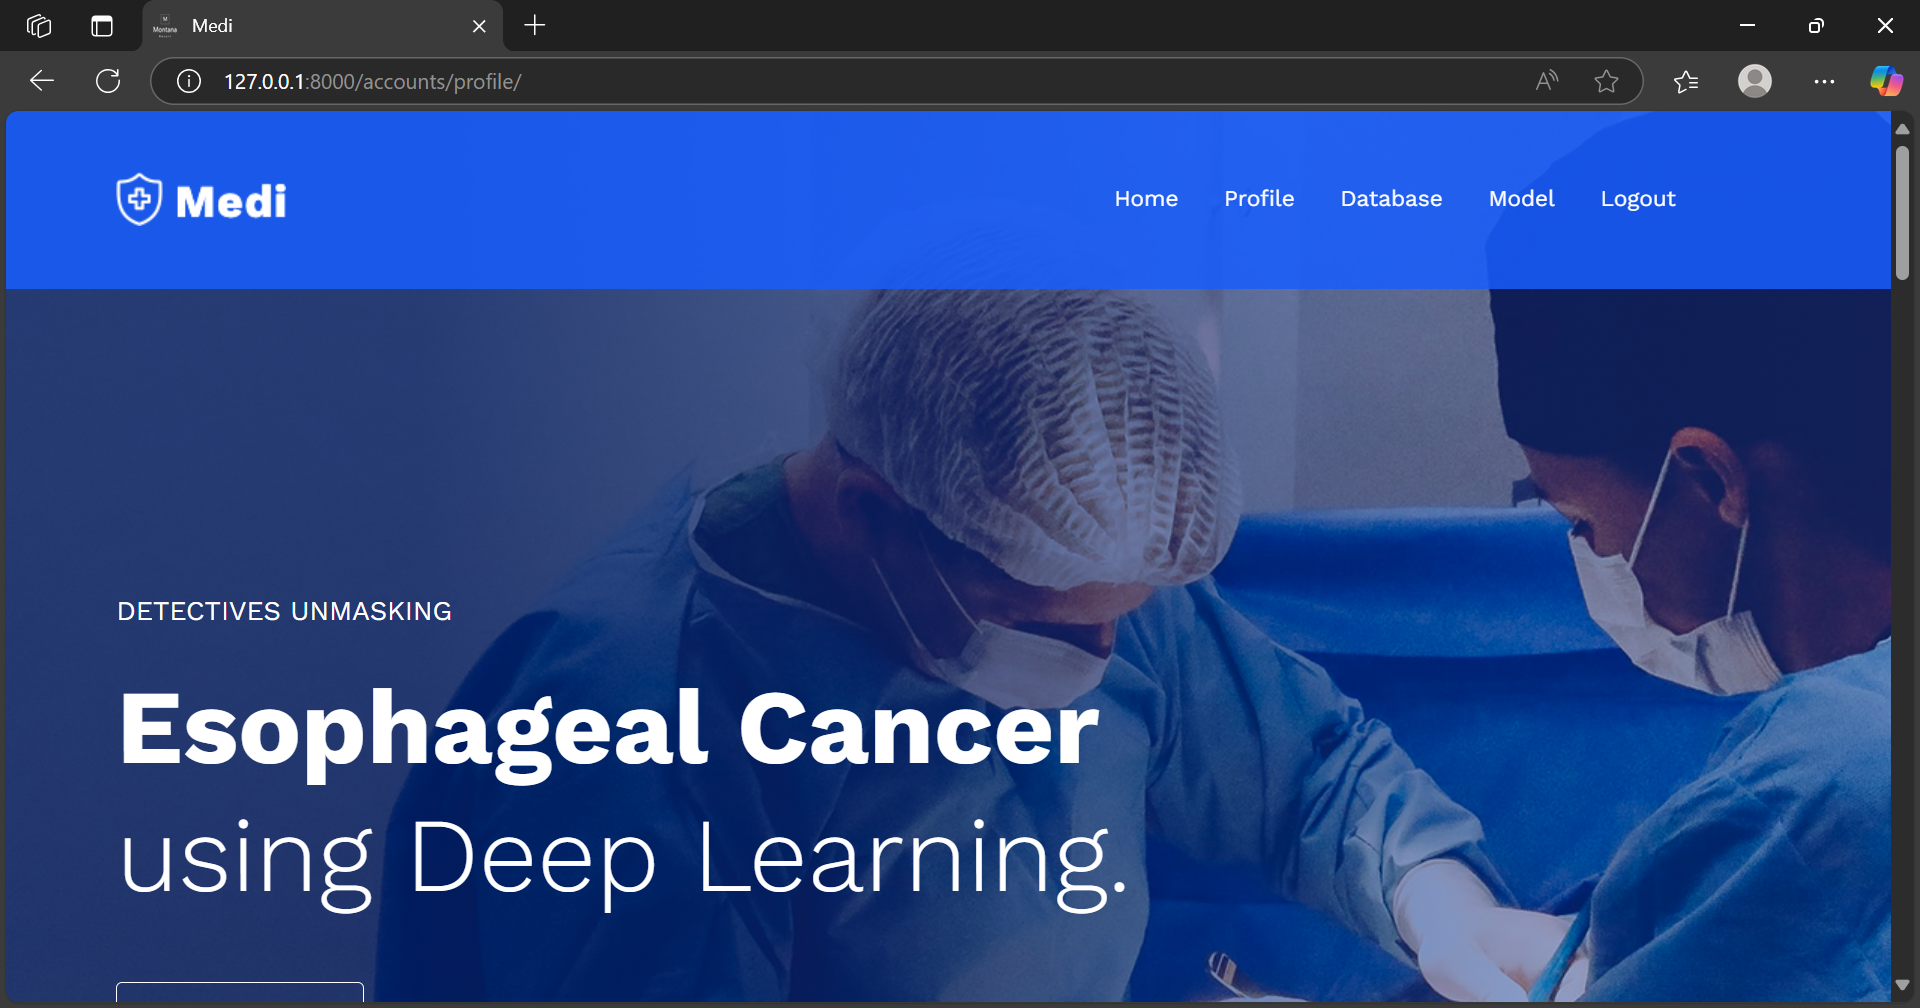 Medi
127.0.0.1:8000/accounts/profile/
Medi
Home Profile Database Model Logout
DETECTIVES UNMASKING
Esophageal Cancer
using Deep Learning.